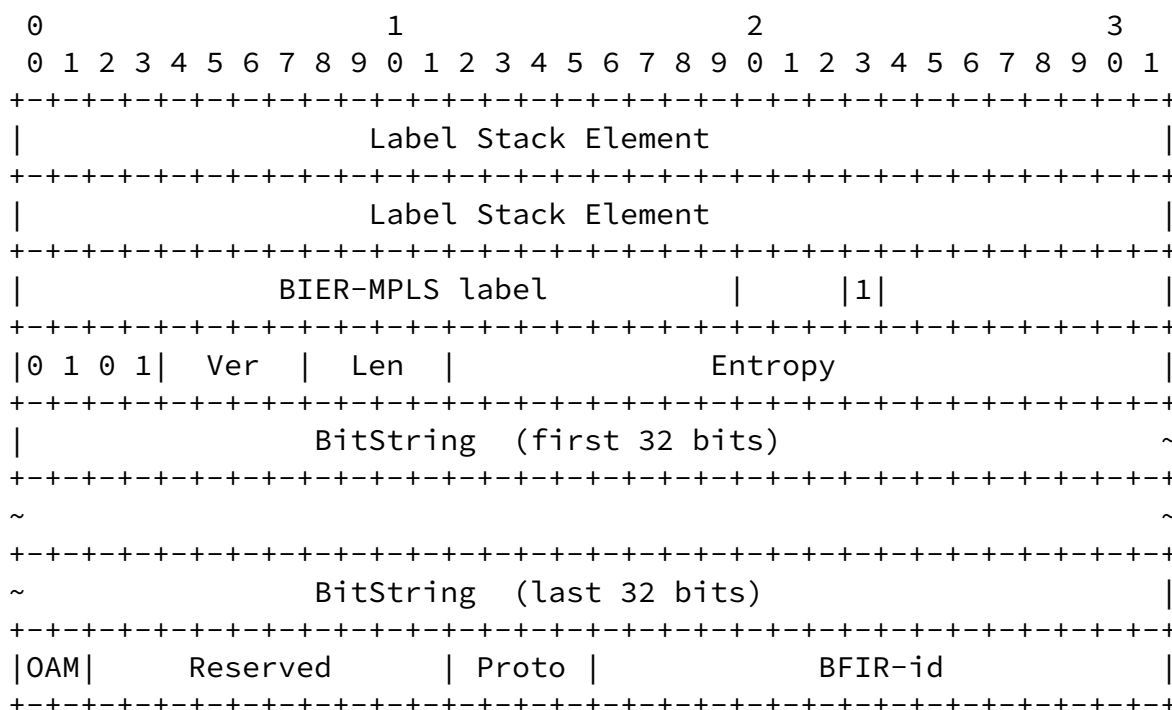 0                   1                   2                   3
 0 1 2 3 4 5 6 7 8 9 0 1 2 3 4 5 6 7 8 9 0 1 2 3 4 5 6 7 8 9 0 1
+-+-+-+-+-+-+-+-+-+-+-+-+-+-+-+-+-+-+-+-+-+-+-+-+-+-+-+-+-+-+-+-+
|                   Label Stack Element                         |
+-+-+-+-+-+-+-+-+-+-+-+-+-+-+-+-+-+-+-+-+-+-+-+-+-+-+-+-+-+-+-+-+
|                   Label Stack Element                         |
+-+-+-+-+-+-+-+-+-+-+-+-+-+-+-+-+-+-+-+-+-+-+-+-+-+-+-+-+-+-+-+-+
|              BIER-MPLS label          |     |1|               |
+-+-+-+-+-+-+-+-+-+-+-+-+-+-+-+-+-+-+-+-+-+-+-+-+-+-+-+-+-+-+-+-+
|0 1 0 1|  Ver  |  Len  |              Entropy                  |
+-+-+-+-+-+-+-+-+-+-+-+-+-+-+-+-+-+-+-+-+-+-+-+-+-+-+-+-+-+-+-+-+
|                BitString  (first 32 bits)                     ~
+-+-+-+-+-+-+-+-+-+-+-+-+-+-+-+-+-+-+-+-+-+-+-+-+-+-+-+-+-+-+-+-+
~                                                               ~
+-+-+-+-+-+-+-+-+-+-+-+-+-+-+-+-+-+-+-+-+-+-+-+-+-+-+-+-+-+-+-+-+
~                BitString  (last 32 bits)                      |
+-+-+-+-+-+-+-+-+-+-+-+-+-+-+-+-+-+-+-+-+-+-+-+-+-+-+-+-+-+-+-+-+
|OAM|     Reserved      | Proto |            BFIR-id            |
+-+-+-+-+-+-+-+-+-+-+-+-+-+-+-+-+-+-+-+-+-+-+-+-+-+-+-+-+-+-+-+-+